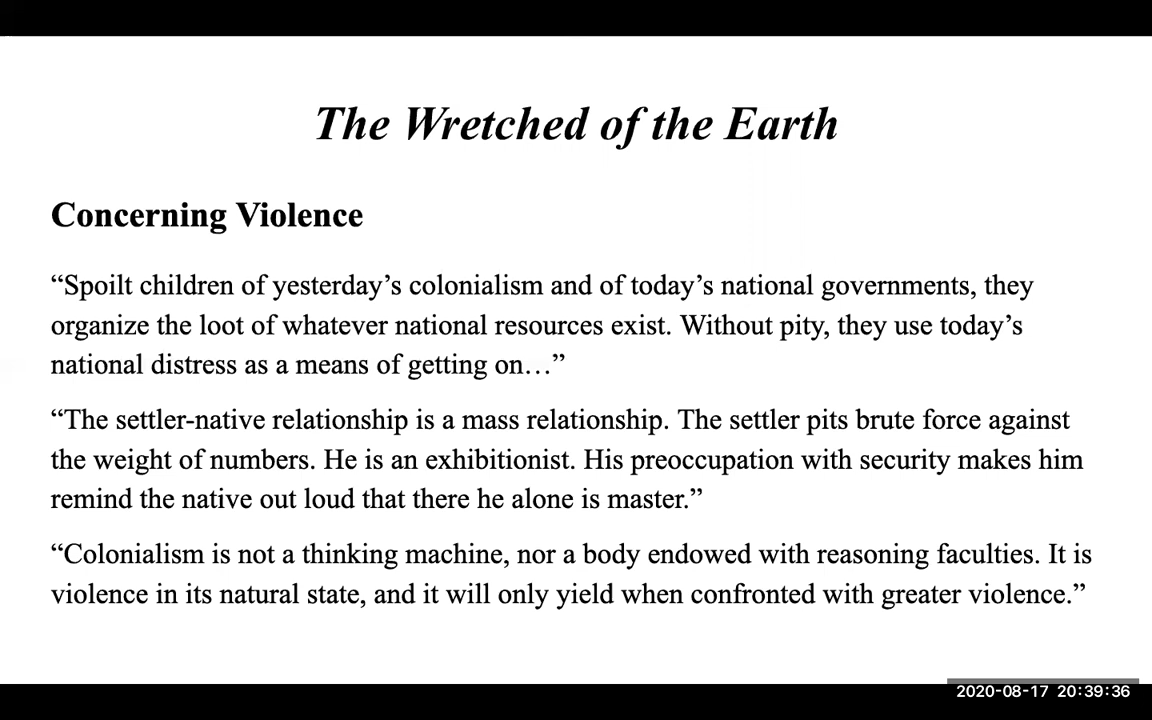 The Wretched of the Earth
Concerning Violence
“Spoilt children of yesterday’s colonialism and of today’s national governments, they
organize the loot of whatever national resources exist. Without pity, they use today’s
national distress as a means of getting on…”
“The settler-native relationship is a mass relationship. The settler pits brute force against
the weight of numbers. He is an exhibitionist. His preoccupation with security makes him
remind the native out loud that there he alone is master.”
“Colonialism is not a thinking machine, nor a body endowed with reasoning faculties. It is
violence in its natural state, and it will only yield when confronted with greater violence.”
2020-08-17 20:39:36